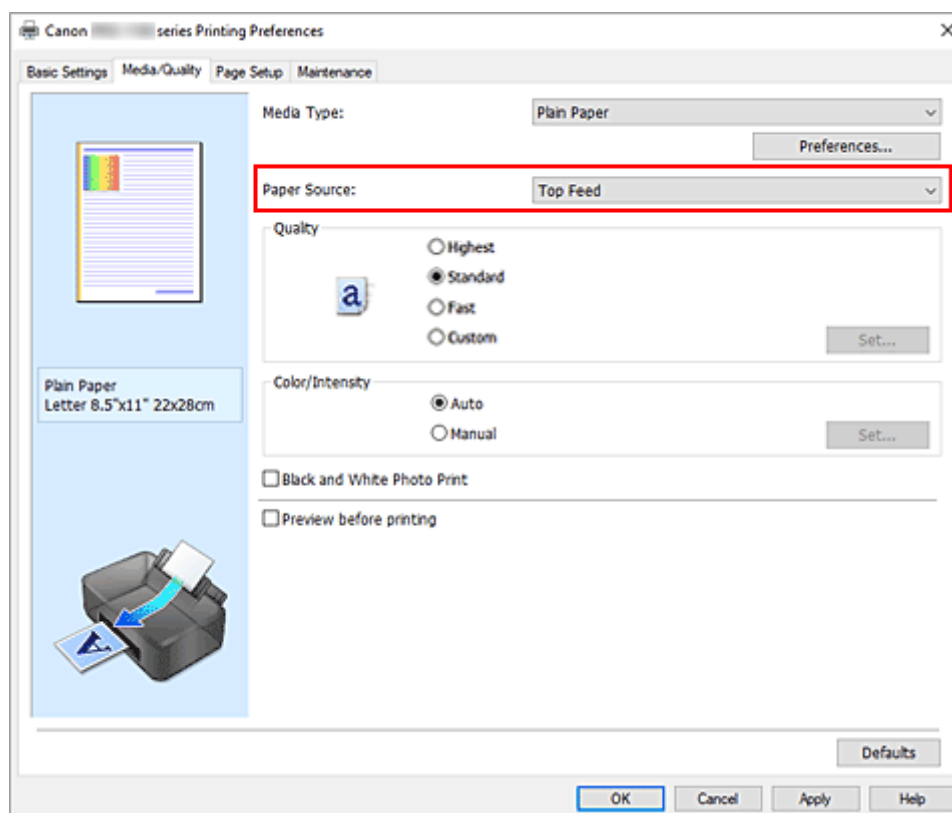 Canon series Printing Preferences
Basic Settings Media/Quality Page Setup Maintenance
Media Type: Plain Paper
Preferences...
Paper Source: Top Feed
Quality
Highest
a Standard
Fast
Custom Set...
Plain Paper
Letter 8.5"x11" 22x28cm
Color/Intensity
Auto
Manual Set...
Black and White Photo Print
Preview before printing
A
Defaults
OK Cancel Apply Help